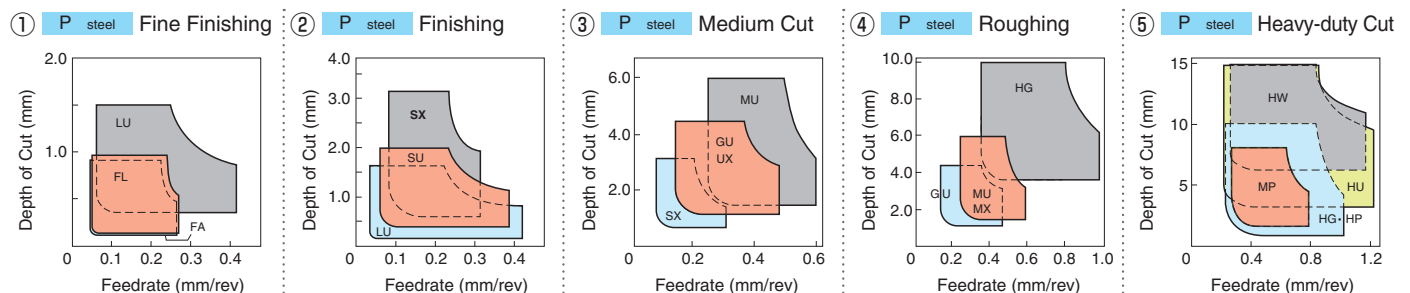 ① P steel Fine Finishing
2.0
1.0
0
0.1
0.2
0.3
0.4
Depth of Cut (mm)
Feedrate (mm/rev)
LU
FL
FA
② P steel Finishing
4.0
3.0
2.0
1.0
0
0.1
0.2
0.3
0.4
Depth of Cut (mm)
Feedrate (mm/rev)
SX
SU
LU
③ P steel Medium Cut
6.0
4.0
2.0
0
0.2
0.4
0.6
Depth of Cut (mm)
Feedrate (mm/rev)
MU
GU
UX
SX
④ P steel Roughing
10.0
8.0
6.0
4.0
2.0
0
0.2
0.4
0.6
0.8
1.0
Depth of Cut (mm)
Feedrate (mm/rev)
HG
GU
MU
MX
⑤ P steel Heavy-duty Cut
15
10
5
0
0.4
0.8
1.2
Depth of Cut (mm)
Feedrate (mm/rev)
HW
MP
HU
HG•HP